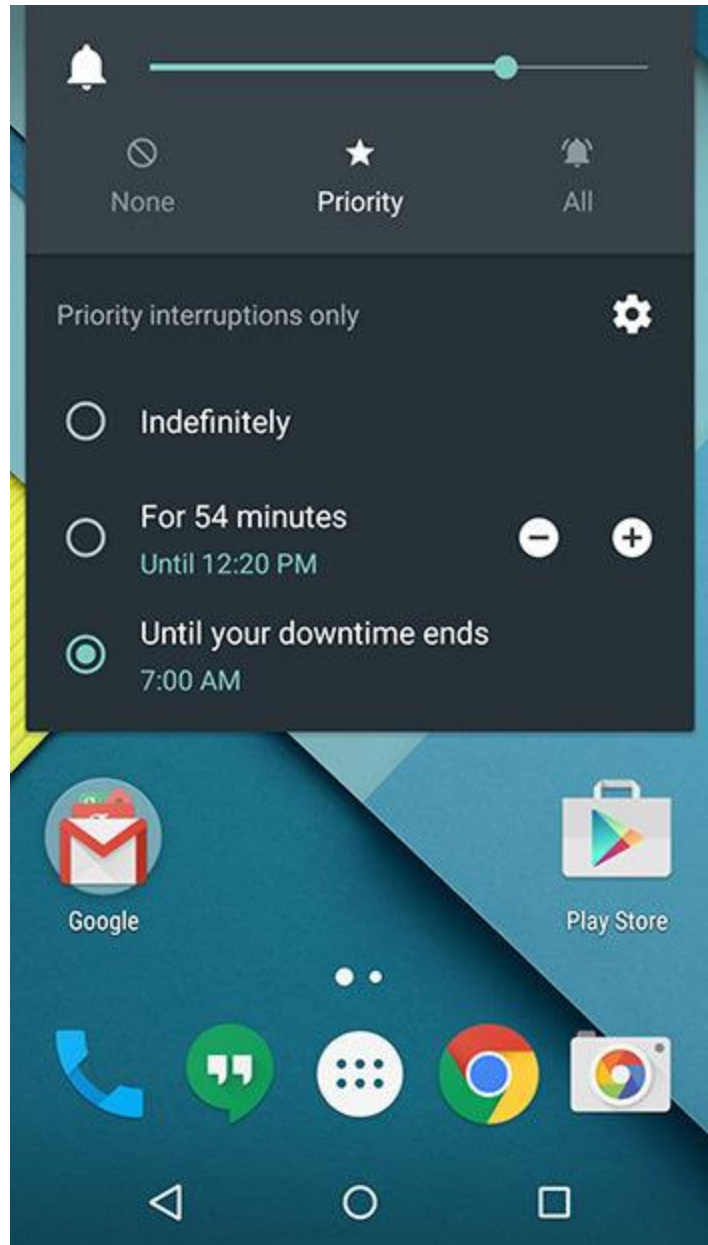 None
Priority
All
Priority interruptions only
Indefinitely
For 54 minutes
Until 12:20 PM
Until your downtime ends
7:00 AM
Google
Play Store